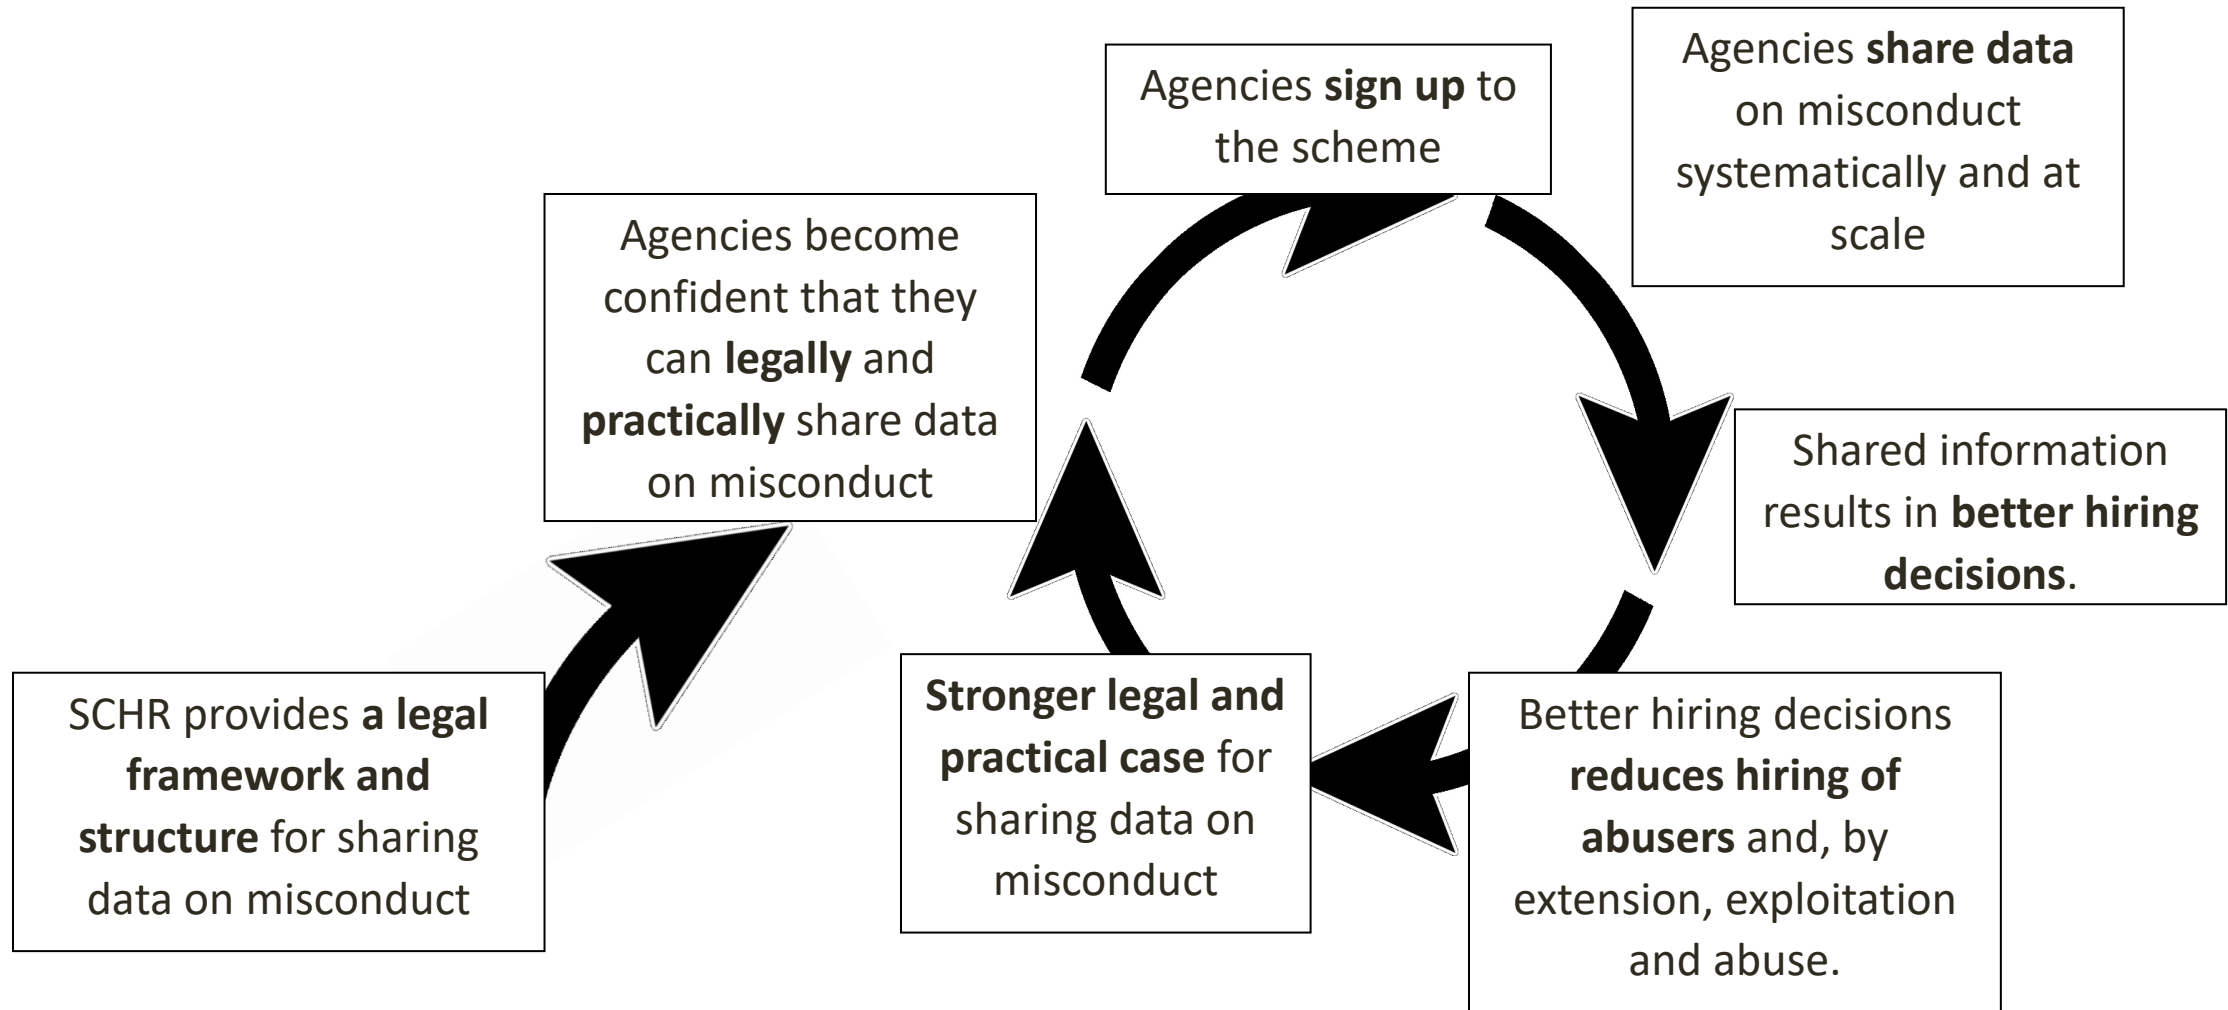 SCHR provides a legal
framework and
structure for sharing
data on misconduct
Agencies become
confident that they
can legally and
practically share data
on misconduct
Agencies sign up to
the scheme
Agencies share data
on misconduct
systematically and at
scale
Shared information
results in better hiring
decisions.
Better hiring decisions
reduces hiring of
abusers and, by
extension, exploitation
and abuse.
Stronger legal and
practical case for
sharing data on
misconduct